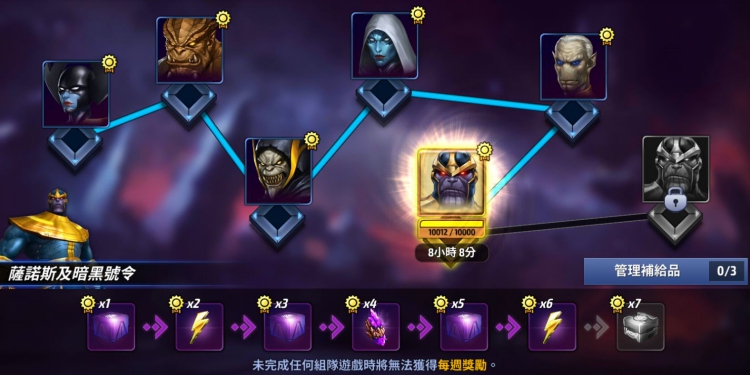 10012 / 10000
8小時 8分
薩諾斯及暗黑號令
管理補給品 0/3
x1 x2 x3 x4 x5 x6 x7
未完成任何組隊遊戲時將無法獲得每週獎勵。